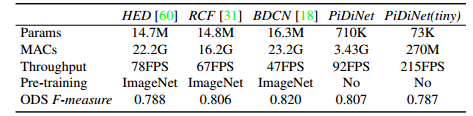 HED [60] RCF [31] BDCN [18] PiDiNet PiDiNet(tiny)
Params 14.7M 14.8M 16.3M 710K 73K
MACs 22.2G 16.2G 23.2G 3.43G 270M
Throughput 78FPS 67FPS 47FPS 92FPS 215FPS
Pre-training ImageNet ImageNet ImageNet No No
ODS F-measure 0.788 0.806 0.820 0.807 0.787